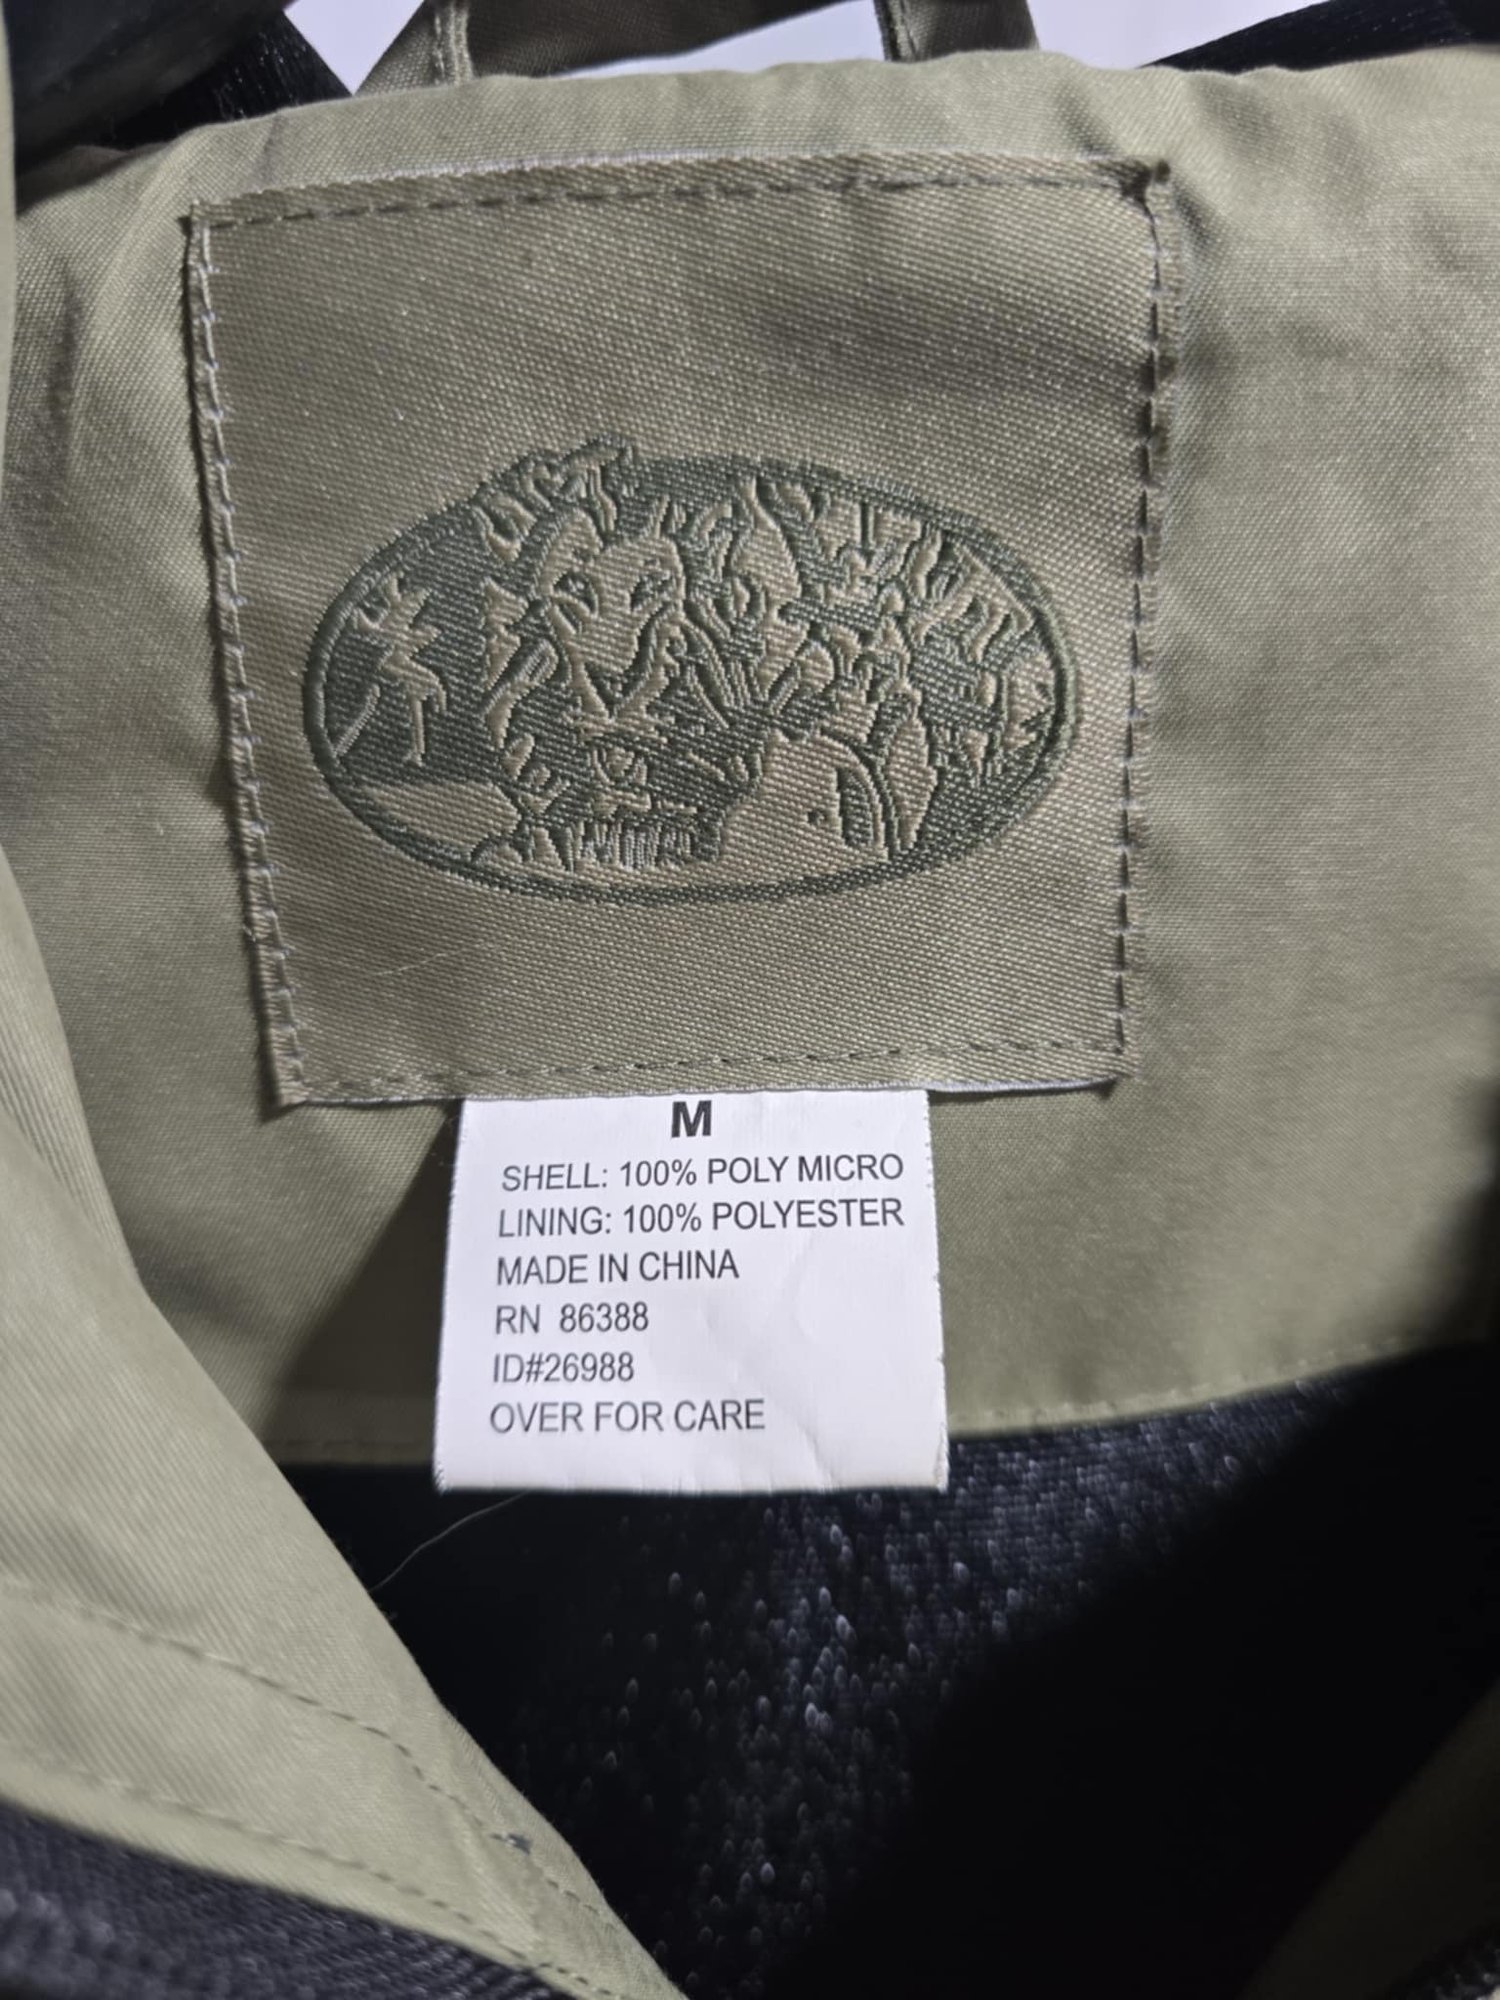 M
SHELL: 100% POLY MICRO
LINING: 100% POLYESTER
MADE IN CHINA
RN 86388
ID#26988
OVER FOR CARE